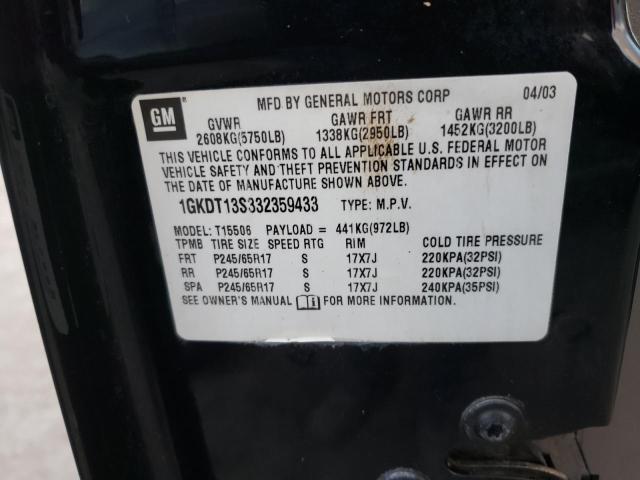 MFD BY GENERAL MOTORS CORP 04/03
GM
GVWR GAWR FRT GAWR RR
2608KG(5750LB) 1338KG(2950LB) 1452KG(3200LB)
THIS VEHICLE CONFORMS TO ALL APPLICABLE U.S. FEDERAL MOTOR
VEHICLE SAFETY AND THEFT PREVENTION STANDARDS IN EFFECT ON
THE DATE OF MANUFACTURE SHOWN ABOVE.
1GKDT13S332359433 TYPE: M.P.V.
MODEL: T15506 PAYLOAD = 441KG(972LB)
TPMB TIRE SIZE SPEED RTG RIM COLD TIRE PRESSURE
FRT P245/65R17 S 17X7J 220KPA(32PSI)
RR P245/65R17 S 17X7J 220KPA(32PSI)
SPA P245/65R17 S 17X7J 240KPA(35PSI)
SEE OWNER'S MANUAL FOR MORE INFORMATION.